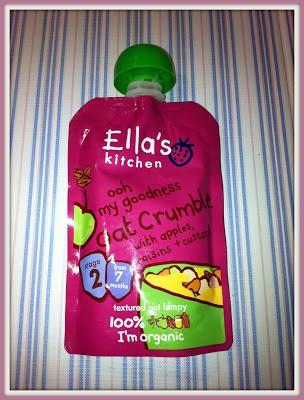 Ella's
kitchen
ooh
my goodness
oat Crumble
with apples,
raisins + custard
stage
2
from
7
months
textured got lumpy
100%
I'm organic